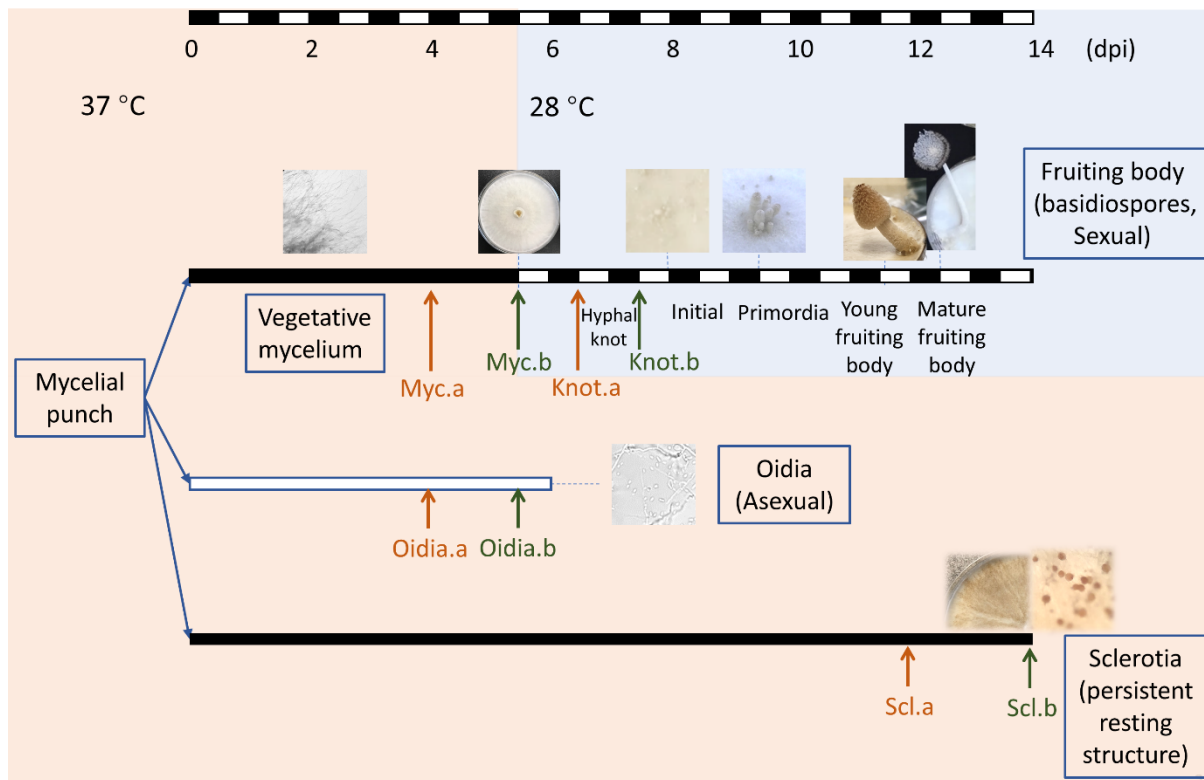 0 2 4 6 8 10 12 14 (dpi)
37 °C
28 °C
Fruiting body
(basidiospores,
Sexual)
Vegetative
mycelium
Hyphal
knot
Initial
Primordia
Young
fruiting
body
Mature
fruiting
body
Myc.a
Myc.b
Knot.a
Knot.b
Mycelial
punch
Oidia
(Asexual)
Oidia.a
Oidia.b
Scl.a
Scl.b
Sclerotia
(persistent
resting
structure)